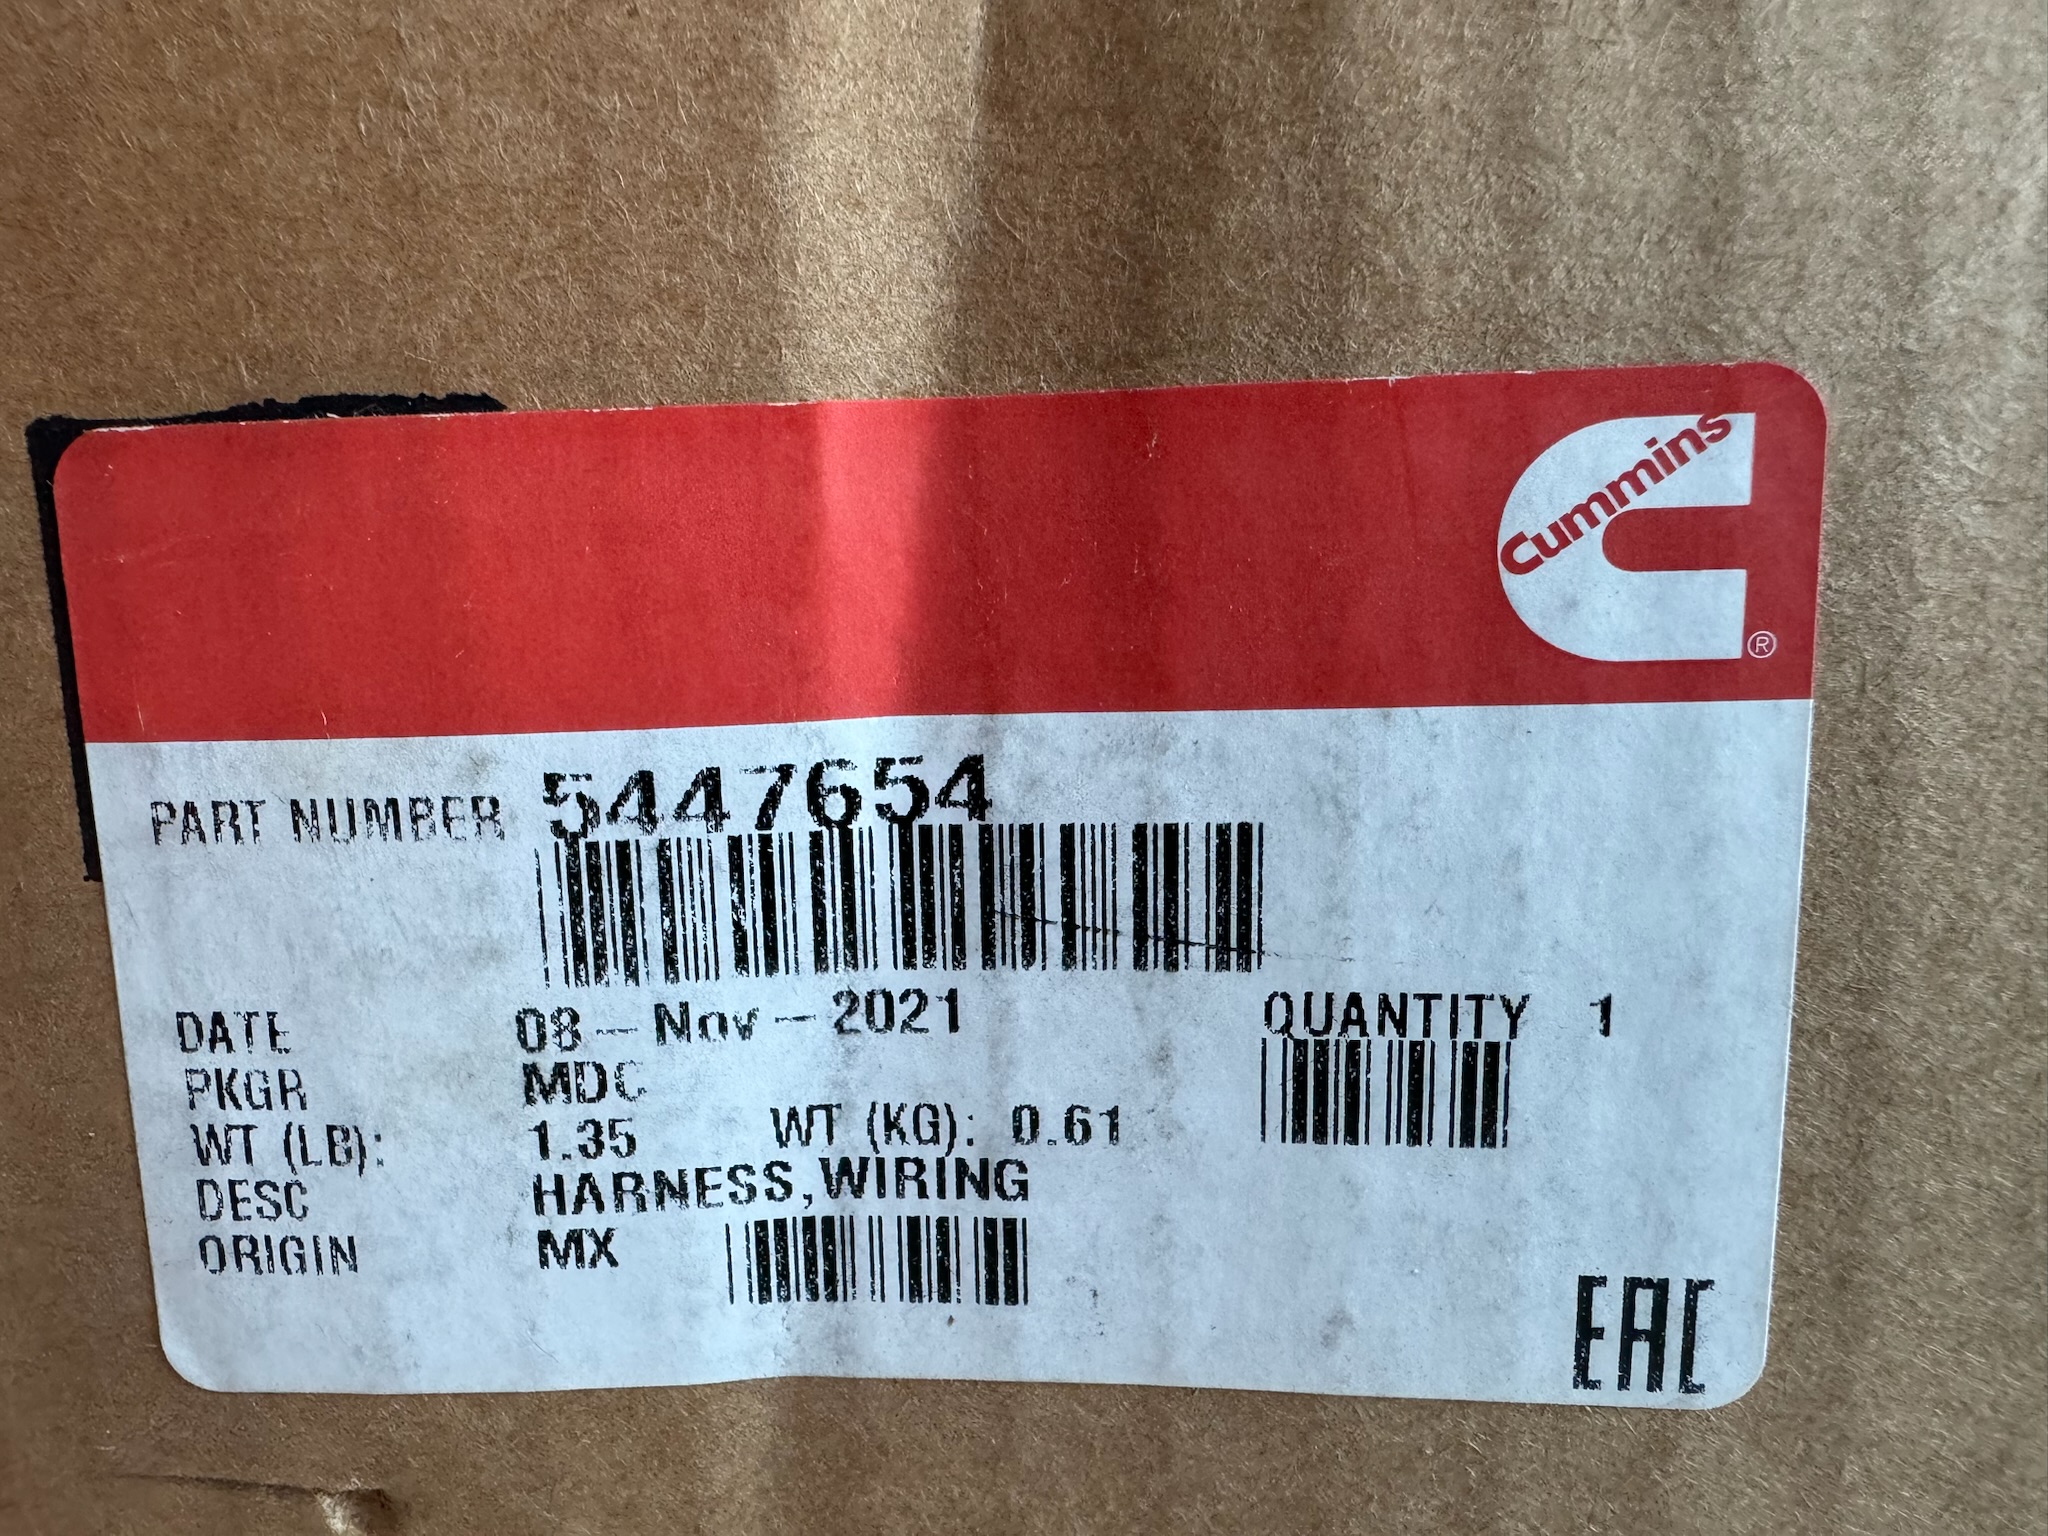 Cummins
®
PART NUMBER 5447654
DATE 08-Nov-2021 QUANTITY 1
PKGR MDC
WT (LB): 1.35 WT (KG): 0.61
DESC HARNESS,WIRING
ORIGIN MX
EAC